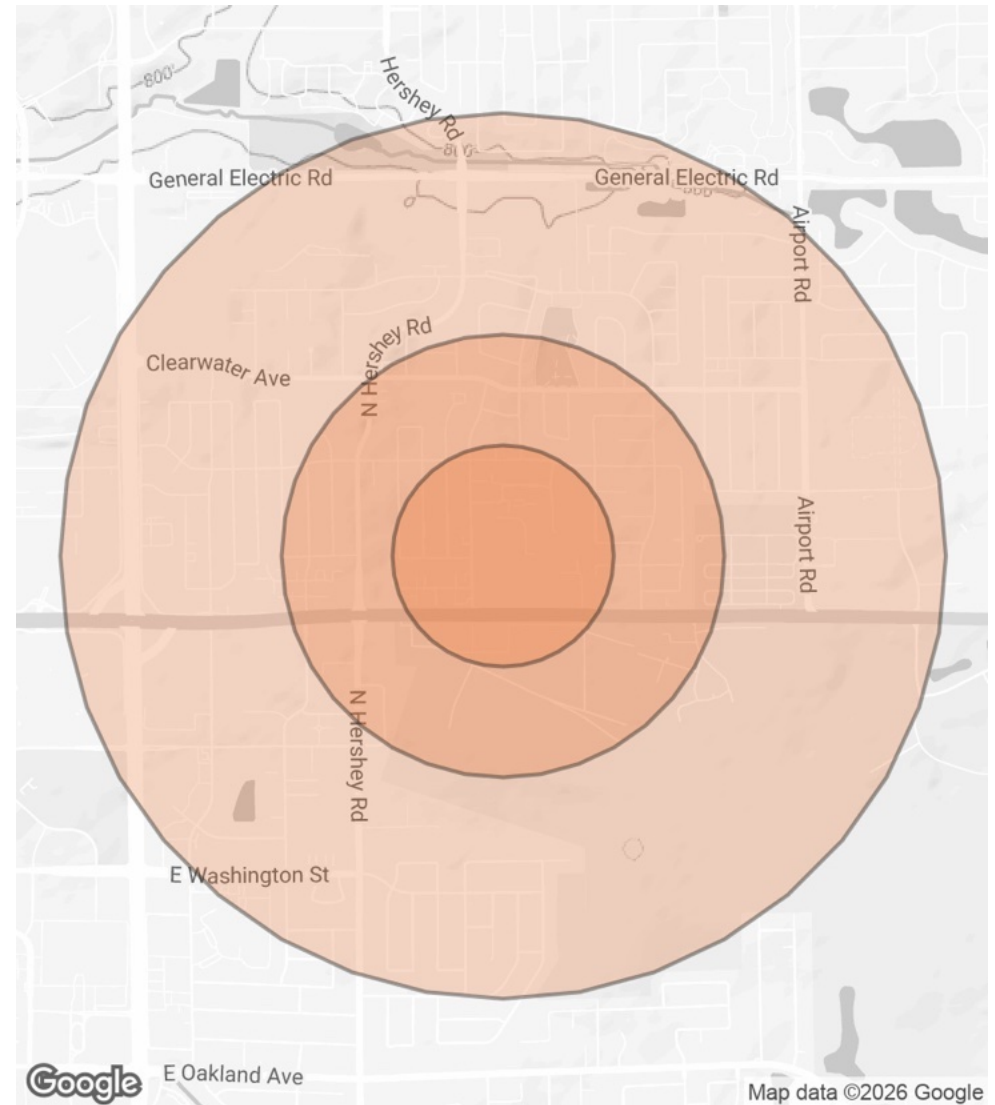 800'
Hershey Rd
800'
General Electric Rd
General Electric Rd
800'
Airport Rd
N Hershey Rd
Clearwater Ave
Airport Rd
N Hershey Rd
E Washington St
E Oakland Ave
Google
Map data ©2026 Google